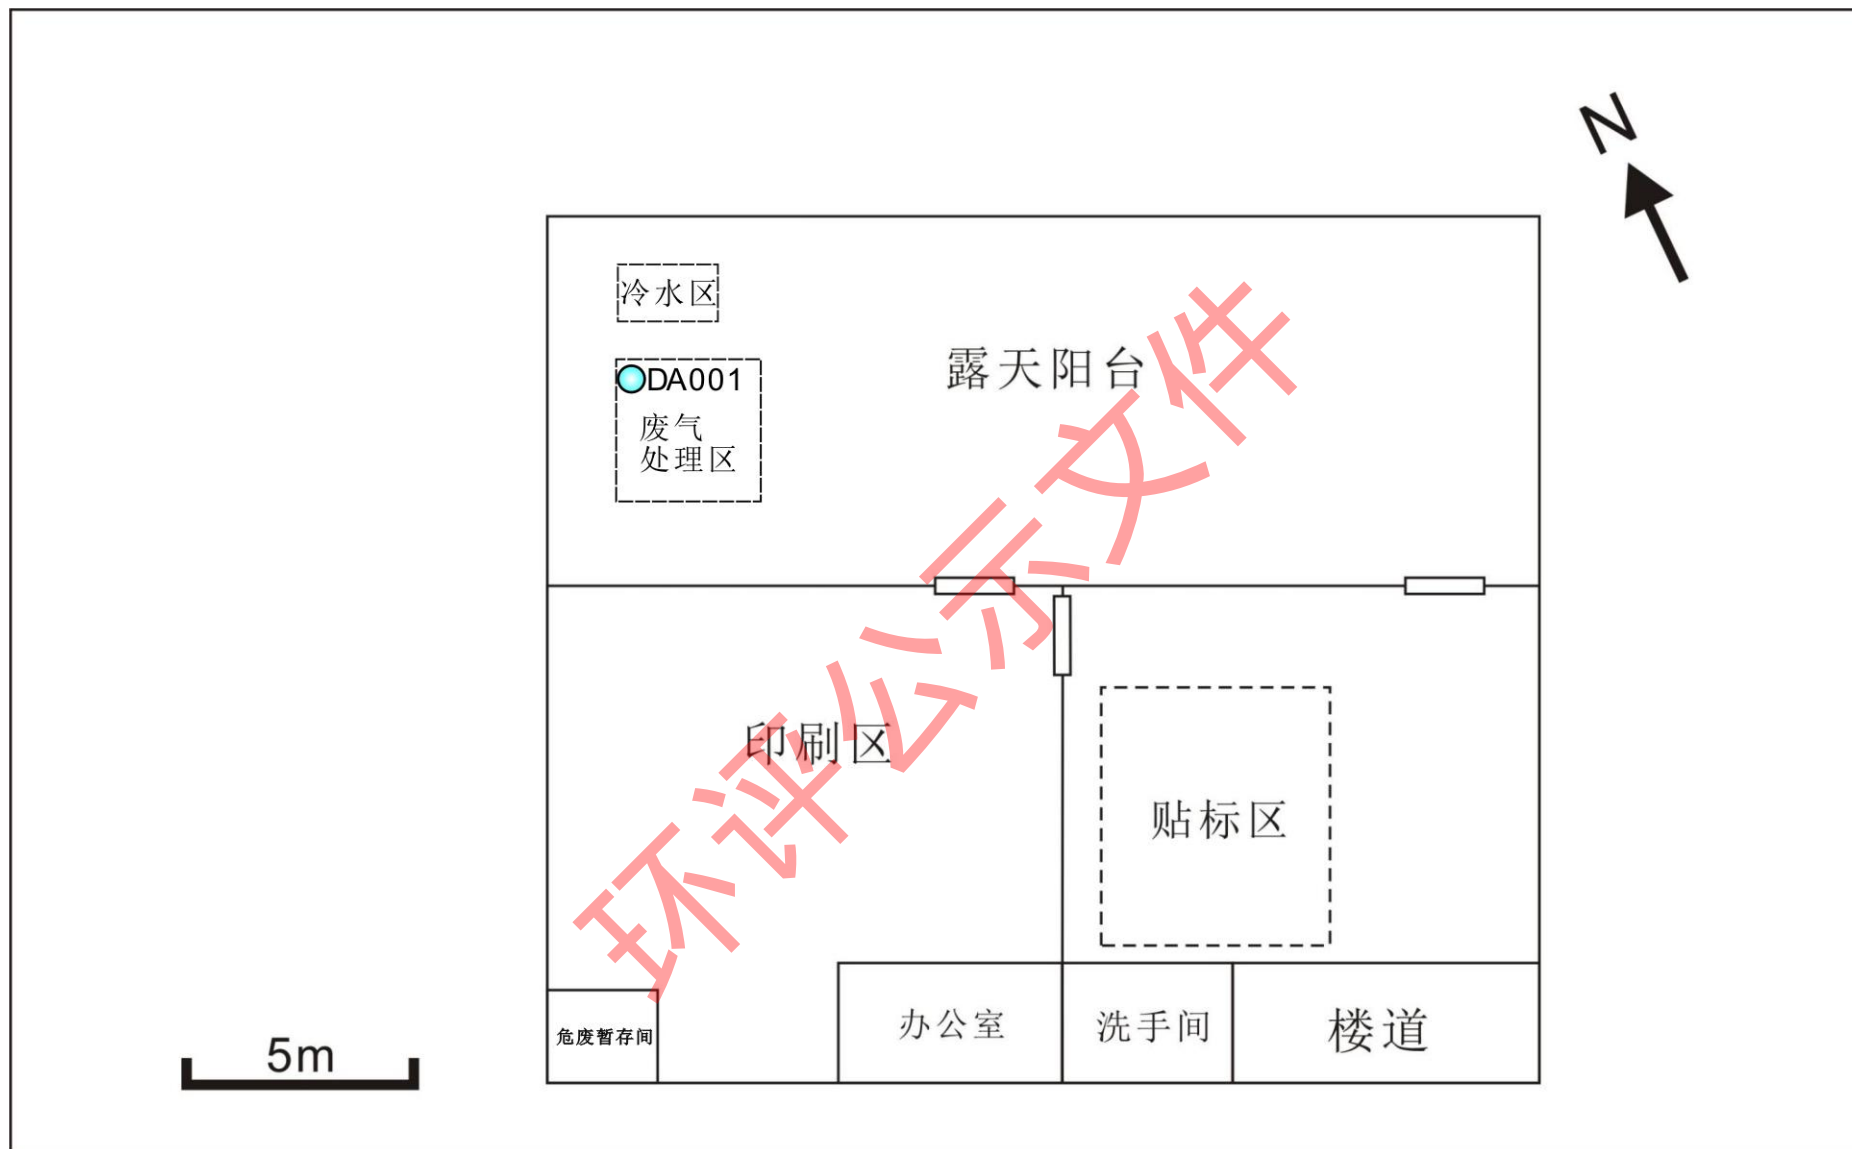 N
冷水区
DA001
废气
处理区
露天阳台
印刷区
贴标区
危废暂存间
办公室
洗手间
楼道
5m
环评公示文件